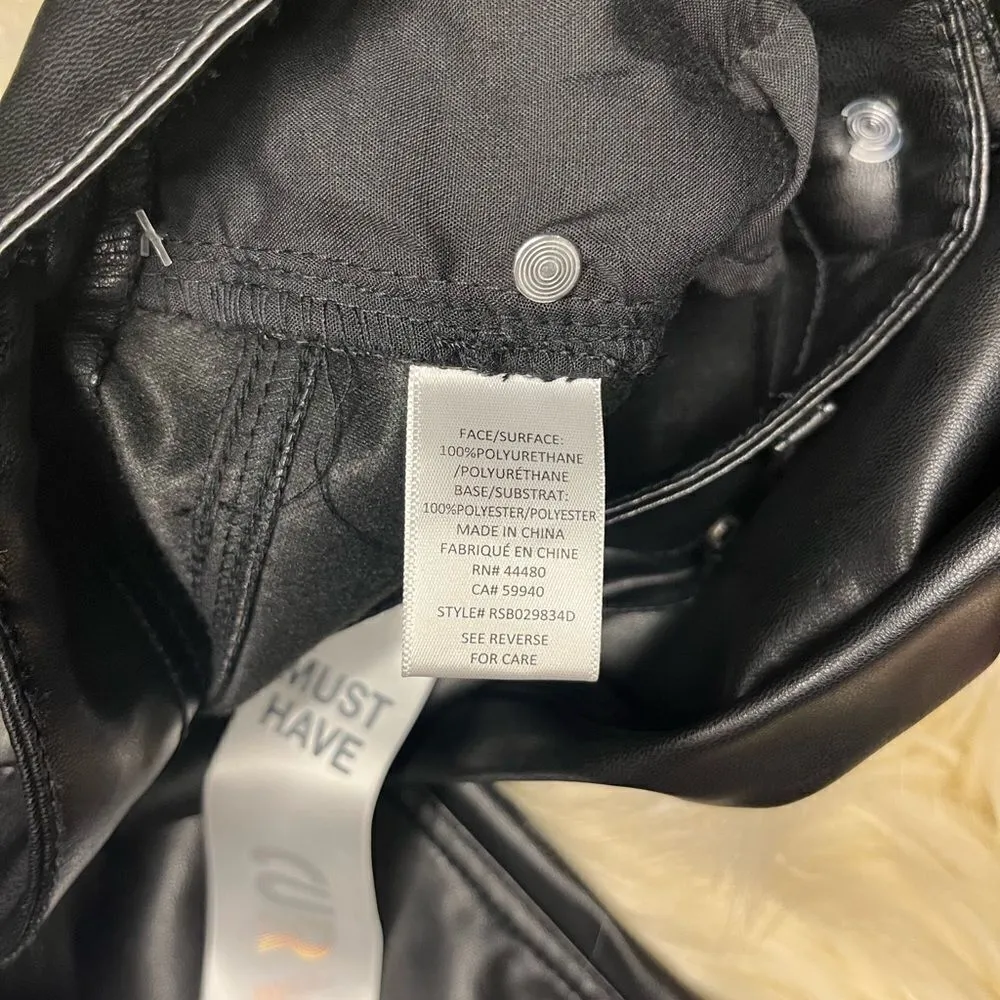 FACE/SURFACE:
100%POLYURETHANE
/POLYURÉTHANE
BASE/SUBSTRAT:
100%POLYESTER/POLYESTER
MADE IN CHINA
FABRIQUÉ EN CHINE
RN# 44480
CA# 59940
STYLE# RSB029834D
SEE REVERSE
FOR CARE
MUST
HAVE